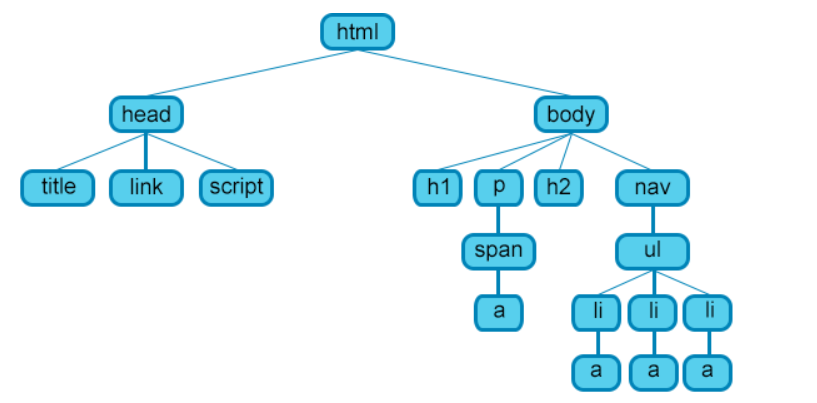 html
head body
title link script h1 p h2 nav
span ul
a li li li
a a a